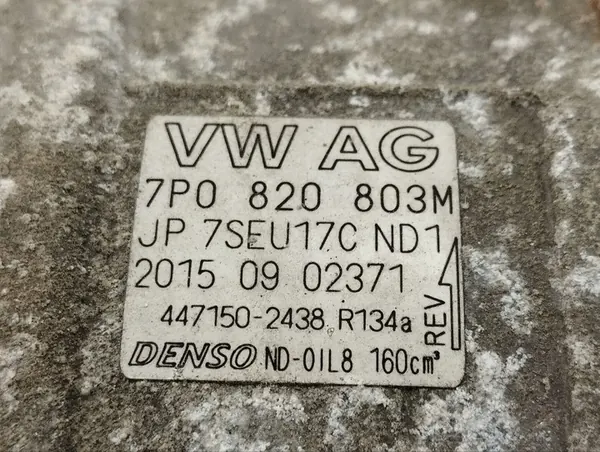 VW AG
7P0 820 803M
JP 7SEU17C ND1
2015 09 02371
447150-2438 R134a
REV
DENSO ND-OIL8 160cm³